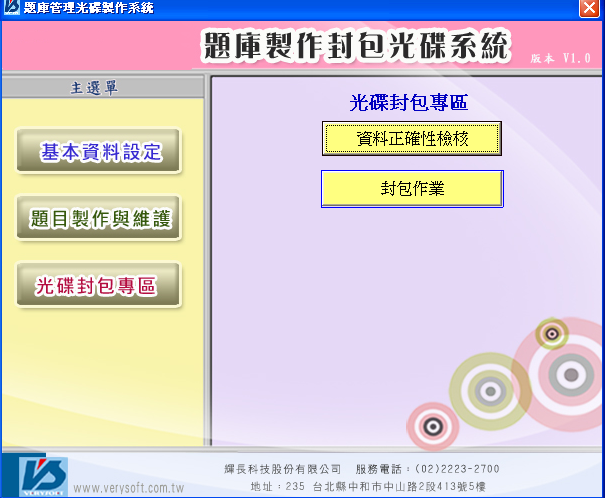 題庫管理光碟製作系統
題庫製作封包光碟系統
版本 V1.0
主選單
基本資料設定
題目製作與維護
光碟封包專區
光碟封包專區
資料正確性檢核
封包作業
VERYSOFT
www.verysoft.com.tw
輝長科技股份有限公司 服務電話：(02)2223-2700
地址：235 台北縣中和市中山路2段413號5樓